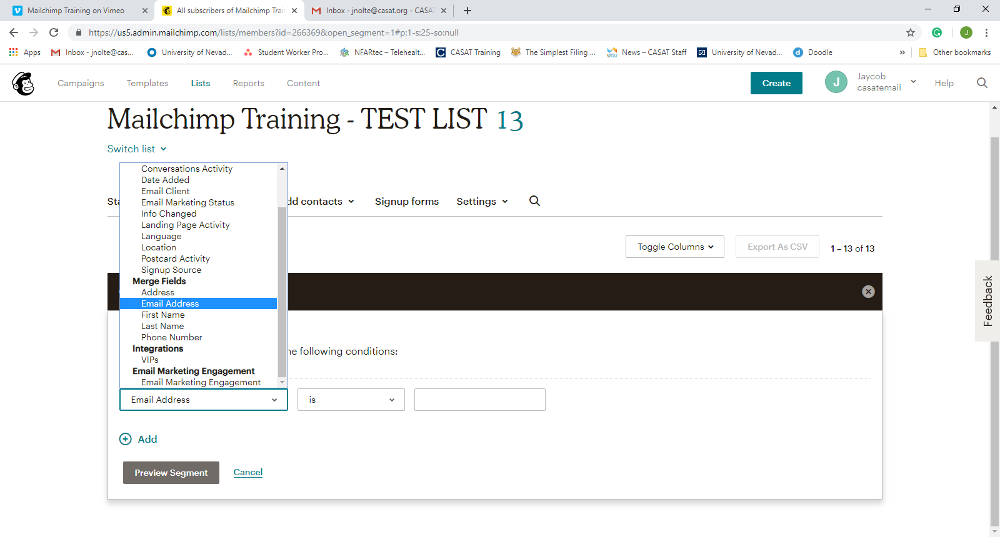 Mailchimp Training on Vimeo
All subscribers of Mailchimp Train
Inbox - jnolte@casat.org - CASAT
https://us5.admin.mailchimp.com/lists/members?id=266369&open_segment=1#p:1-s:25-so:null
J
Apps
Inbox - jnolte@cas...
University of Nevad...
Student Worker Pro...
NFARtec – Telehealt...
CASAT Training
The Simplest Filing ...
News – CASAT Staff
University of Nevad...
Doodle
»
Other bookmarks
Campaigns
Templates
Lists
Reports
Content
Create
J
Jaycob
casatemail
Help
Mailchimp Training - TEST LIST 13
Switch list
Conversations Activity
Date Added
Email Client
Email Marketing Status
Info Changed
Landing Page Activity
Language
Location
Postcard Activity
Signup Source
Merge Fields
Address
Email Address
First Name
Last Name
Phone Number
Integrations
VIPs
Email Marketing Engagement
Email Marketing Engagement
Sta
dd contacts
Signup forms
Settings
Toggle Columns
Export As CSV
1 – 13 of 13
Feedback
he following conditions:
Email Address
is
Add
Preview Segment
Cancel